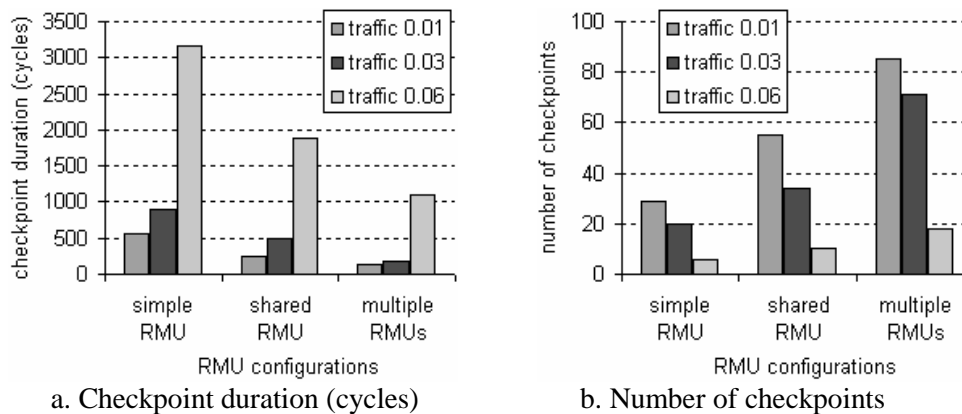 checkpoint duration (cycles)
3500
3000
2500
2000
1500
1000
500
0
traffic 0.01
traffic 0.03
traffic 0.06
simple RMU
shared RMU
multiple RMUs
RMU configurations
a. Checkpoint duration (cycles)
number of checkpoints
100
80
60
40
20
0
traffic 0.01
traffic 0.03
traffic 0.06
simple RMU
shared RMU
multiple RMUs
RMU configurations
b. Number of checkpoints